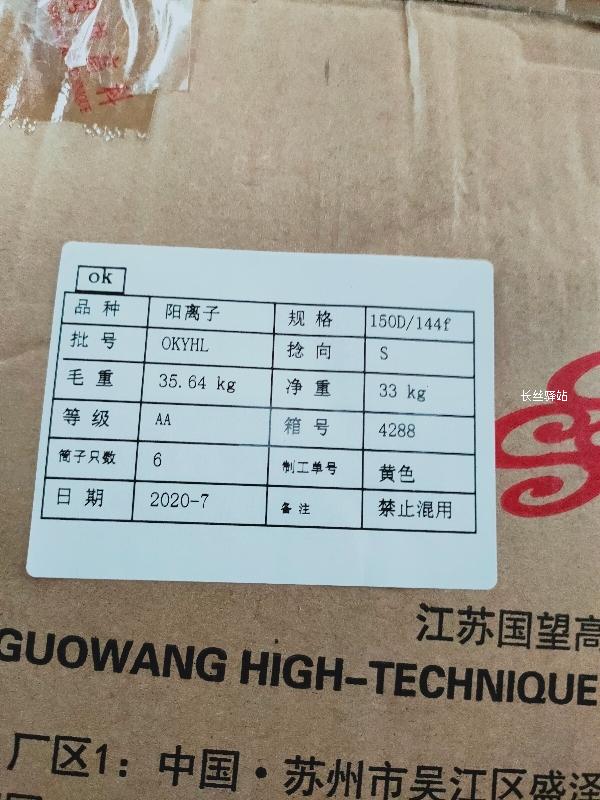 ok
品种 阳离子 规格 150D/144f
批号 OKYHL 捻向 S
毛重 35.64 kg 净重 33 kg
等级 AA 箱号 4288
筒子只数 6 制工单号 黄色
日期 2020-7 备注 禁止混用
长丝驿站
江苏国望高
GUOWANG HIGH-TECHNIQUE
厂区1：中国·苏州市吴江区盛泽